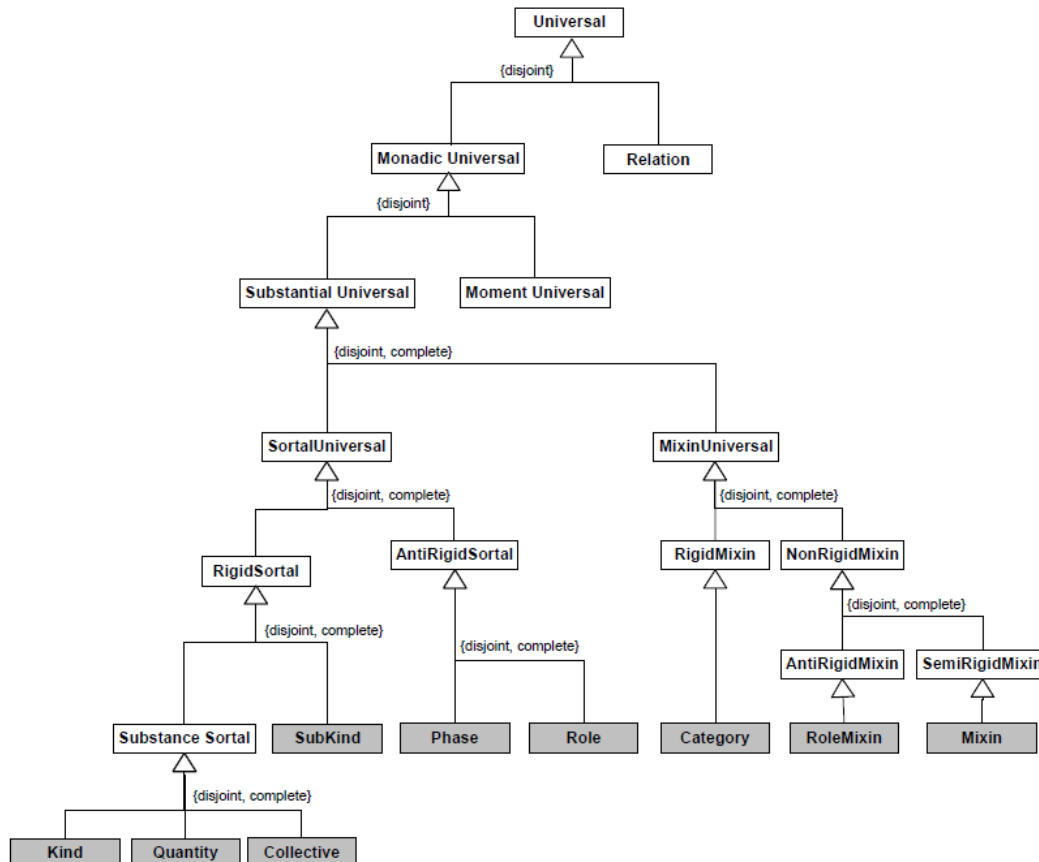 Universal
{disjoint}
Monadic Universal
Relation
{disjoint}
Substantial Universal
Moment Universal
{disjoint, complete}
SortalUniversal
MixinUniversal
{disjoint, complete}
{disjoint, complete}
RigidSortal
AntiRigidSortal
RigidMixin
NonRigidMixin
{disjoint, complete}
{disjoint, complete}
{disjoint, complete}
AntiRigidMixin
SemiRigidMixin
Substance Sortal
SubKind
Phase
Role
Category
RoleMixin
Mixin
{disjoint, complete}
Kind
Quantity
Collective